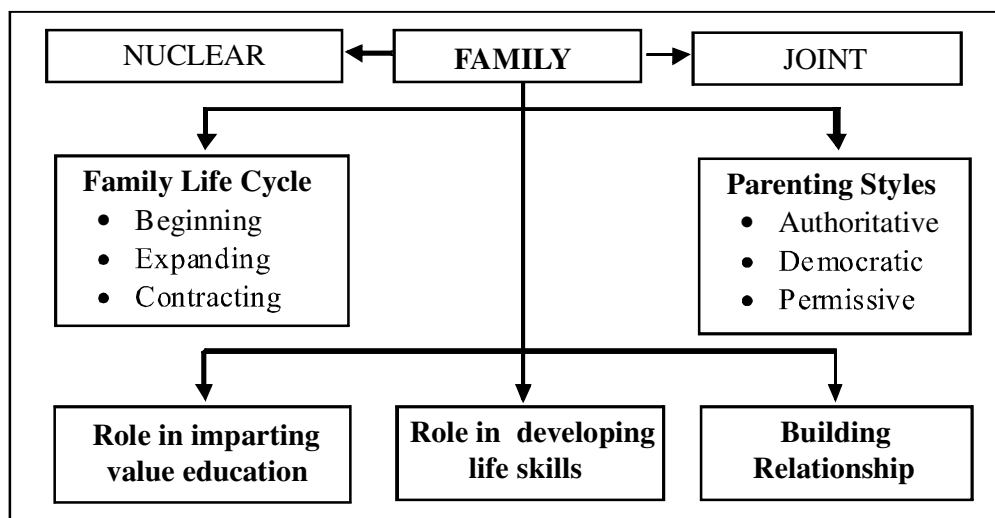 NUCLEAR
FAMILY
JOINT
Family Life Cycle
• Beginning
• Expanding
• Contracting
Parenting Styles
• Authoritative
• Democratic
• Permissive
Role in imparting
value education
Role in developing
life skills
Building
Relationship